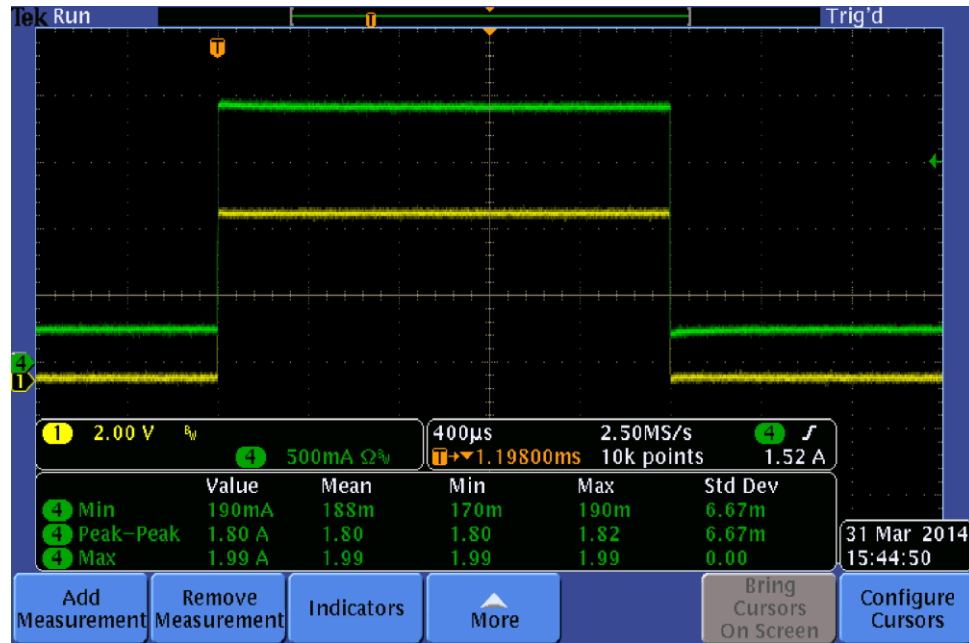 Tek Run Trig'd
T
T
4
1
1 2.00 V BW
4 500mA ΩBW
400µs 2.50MS/s 4
T→▼1.19800ms 10k points 1.52 A
Value Mean Min Max Std Dev
4 Min 190mA 188m 170m 190m 6.67m
4 Peak-Peak 1.80 A 1.80 1.80 1.82 6.67m
4 Max 1.99 A 1.99 1.99 1.99 0.00
31 Mar 2014
15:44:50
Add Measurement
Remove Measurement
Indicators
More
Bring Cursors On Screen
Configure Cursors